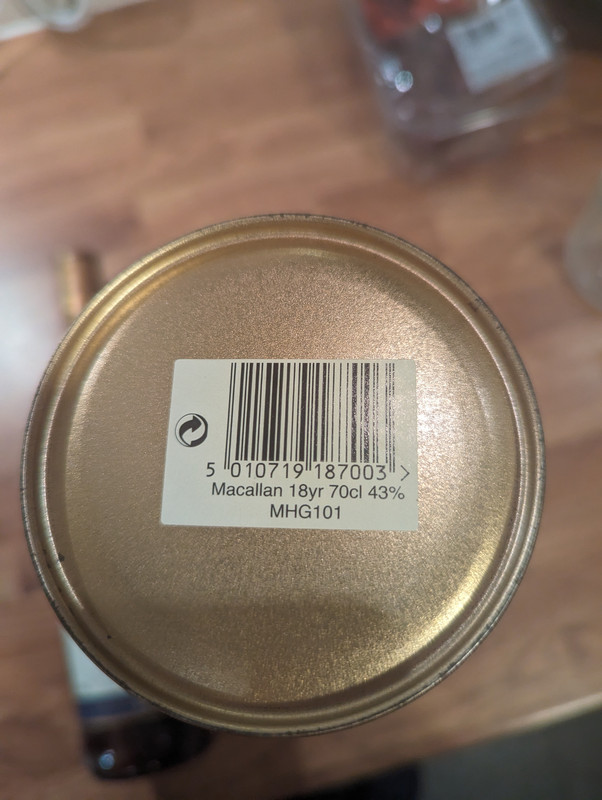 5 010719 187003 >
Macallan 18yr 70cl 43%
MHG101